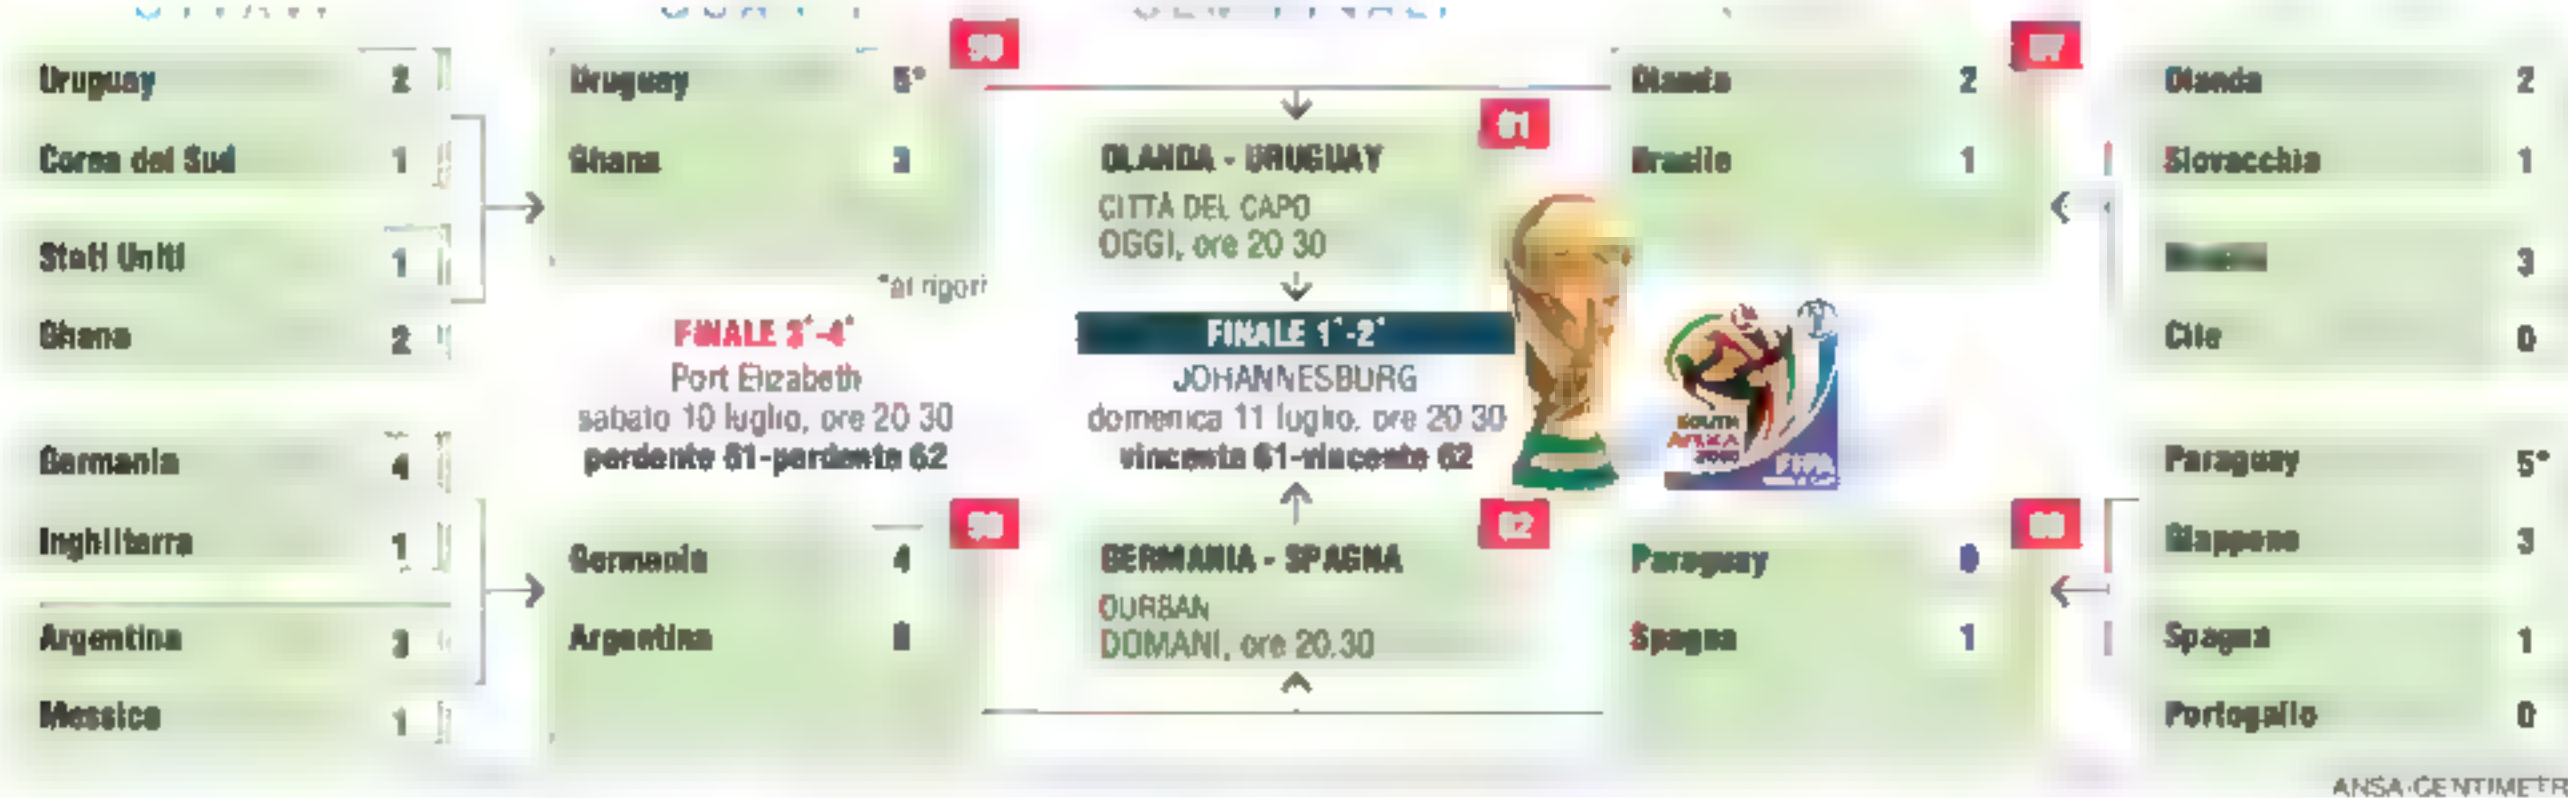 Uruguay 2
Corea del Sud 1
Stati Uniti 1
Ghana 2
Germania 4
Inghilterra 1
Argentina 3
Messico 1
Uruguay 5*
Ghana 3
*ai rigori
FINALE 3°-4°
Port Elizabeth
sabato 10 luglio, ore 20 30
perdente 61-perdente 62
Germania 4
Argentina 0
OLANDA - URUGUAY
61
CITTÀ DEL CAPO
OGGI, ore 20 30
FINALE 1°-2°
JOHANNESBURG
domenica 11 luglio, ore 20 30
vincente 61-vincente 62
62
GERMANIA - SPAGNA
DURBAN
DOMANI, ore 20.30
Olanda 2
Brasile 1
SOUTH
AFRICA
2010
FIFA
Paraguay 0
Spagna 1
Olanda 2
Slovacchia 1
3
Cile 0
Paraguay 5*
Giappone 3
Spagna 1
Portogallo 0